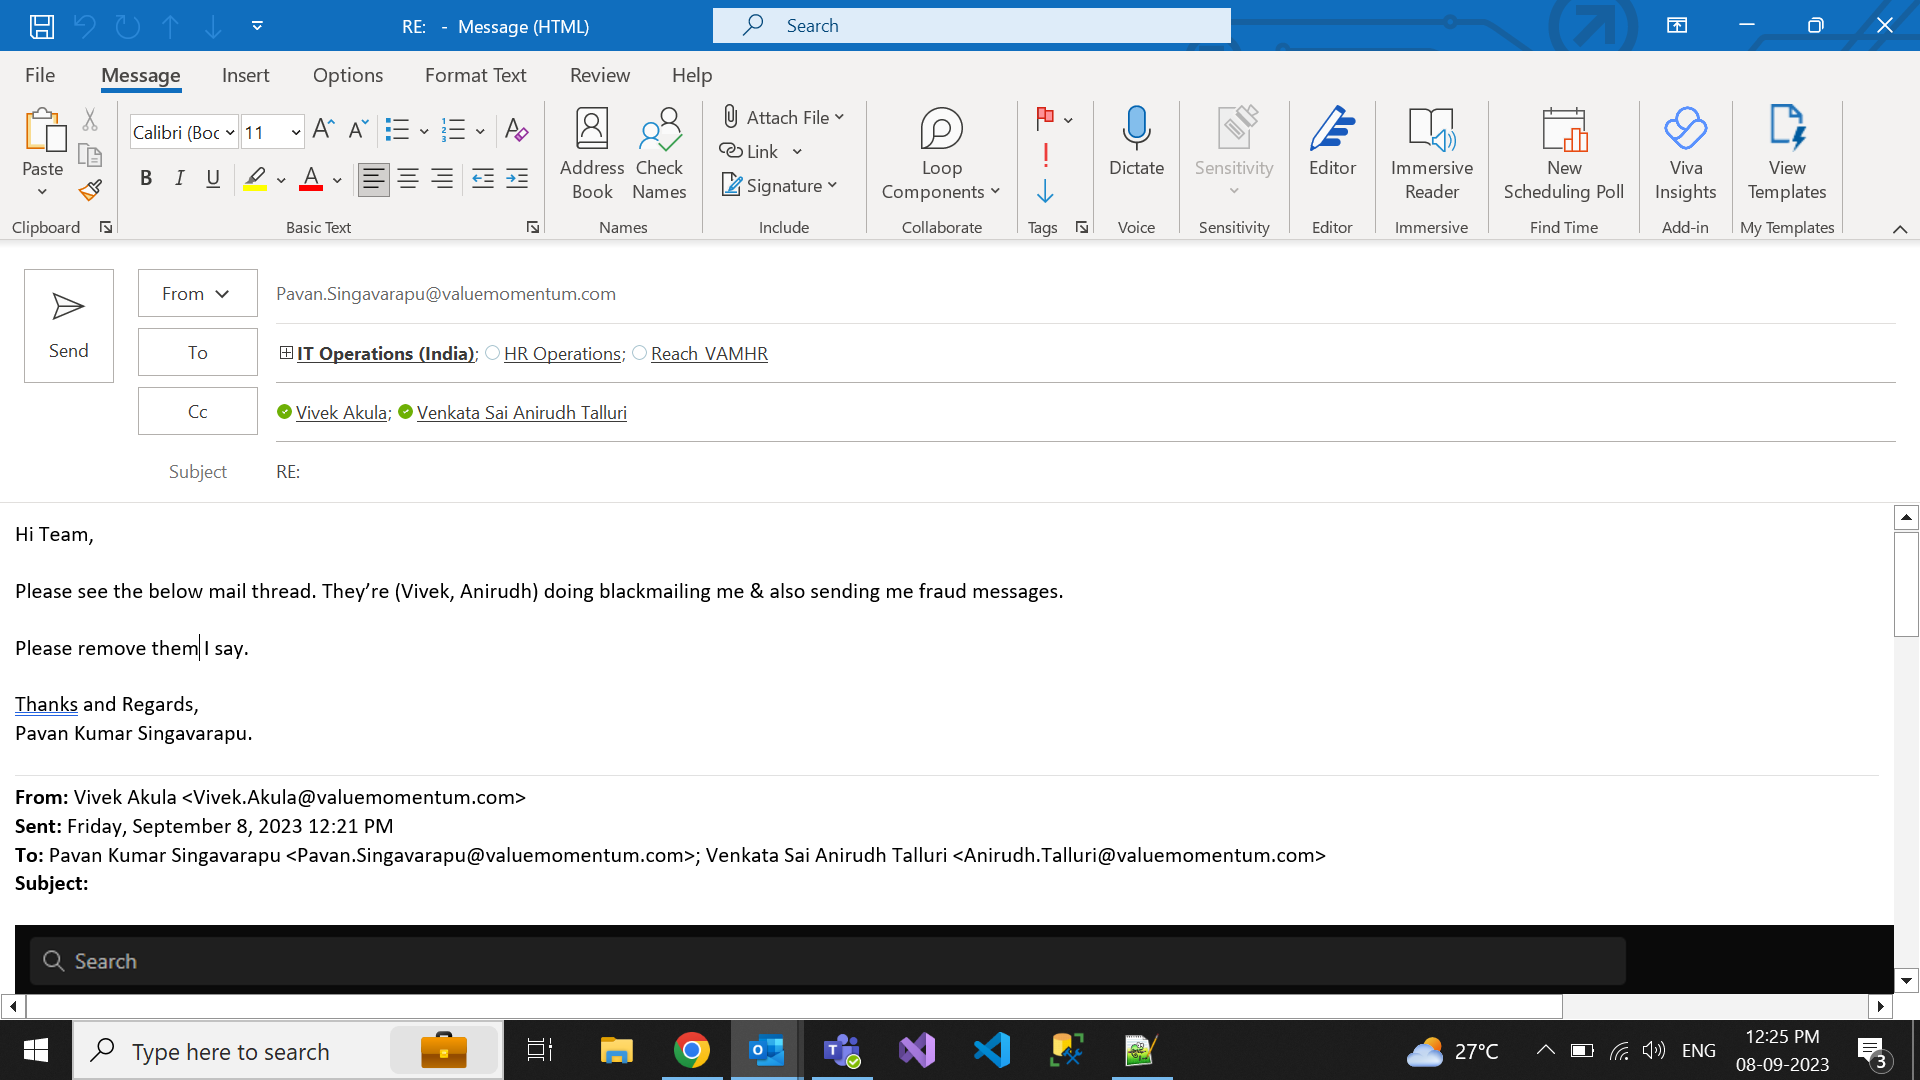 RE:   -  Message (HTML)
Search
File
Message
Insert
Options
Format Text
Review
Help
Paste
Calibri (Boc
11
B
I
U
A
Address Book
Check Names
Attach File
Link
Signature
Loop Components
Dictate
Sensitivity
Editor
Immersive Reader
New Scheduling Poll
Viva Insights
View Templates
Clipboard
Basic Text
Names
Include
Collaborate
Tags
Voice
Sensitivity
Editor
Immersive
Find Time
Add-in
My Templates
Send
From
Pavan.Singavarapu@valuemomentum.com
To
IT Operations (India); HR Operations; Reach_VAMHR
Cc
Vivek Akula; Venkata Sai Anirudh Talluri
Subject
RE:
Hi Team,
Please see the below mail thread. They’re (Vivek, Anirudh) doing blackmailing me & also sending me fraud messages.
Please remove them I say.
Thanks and Regards,
Pavan Kumar Singavarapu.
From: Vivek Akula <Vivek.Akula@valuemomentum.com>
Sent: Friday, September 8, 2023 12:21 PM
To: Pavan Kumar Singavarapu <Pavan.Singavarapu@valuemomentum.com>; Venkata Sai Anirudh Talluri <Anirudh.Talluri@valuemomentum.com>
Subject:
Search
Type here to search
27°C
ENG
12:25 PM
08-09-2023
3